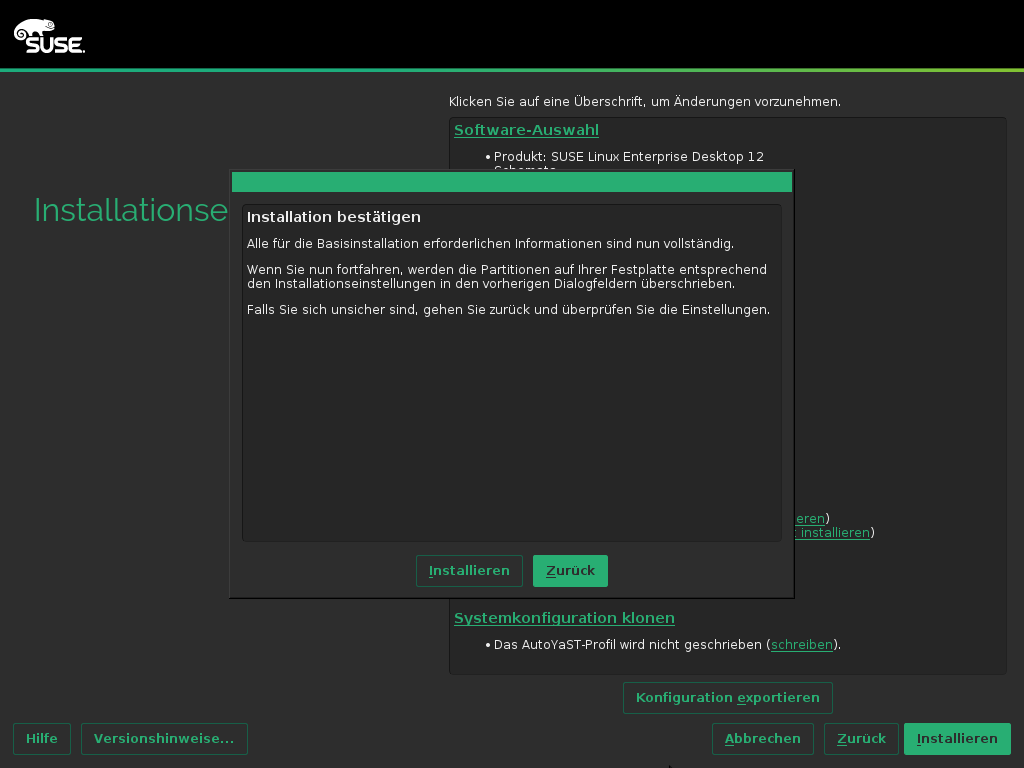 SUSE.
Klicken Sie auf eine Überschrift, um Änderungen vorzunehmen.
Software-Auswahl
• Produkt: SUSE Linux Enterprise Desktop 12
Installation bestätigen
Alle für die Basisinstallation erforderlichen Informationen sind nun vollständig.
Wenn Sie nun fortfahren, werden die Partitionen auf Ihrer Festplatte entsprechend
den Installationseinstellungen in den vorherigen Dialogfeldern überschrieben.
Falls Sie sich unsicher sind, gehen Sie zurück und überprüfen Sie die Einstellungen.
Installationse
ieren)
installieren)
Installieren Zurück
Systemkonfiguration klonen
• Das AutoYaST-Profil wird nicht geschrieben (schreiben).
Konfiguration exportieren
Hilfe Versionshinweise... Abbrechen Zurück Installieren